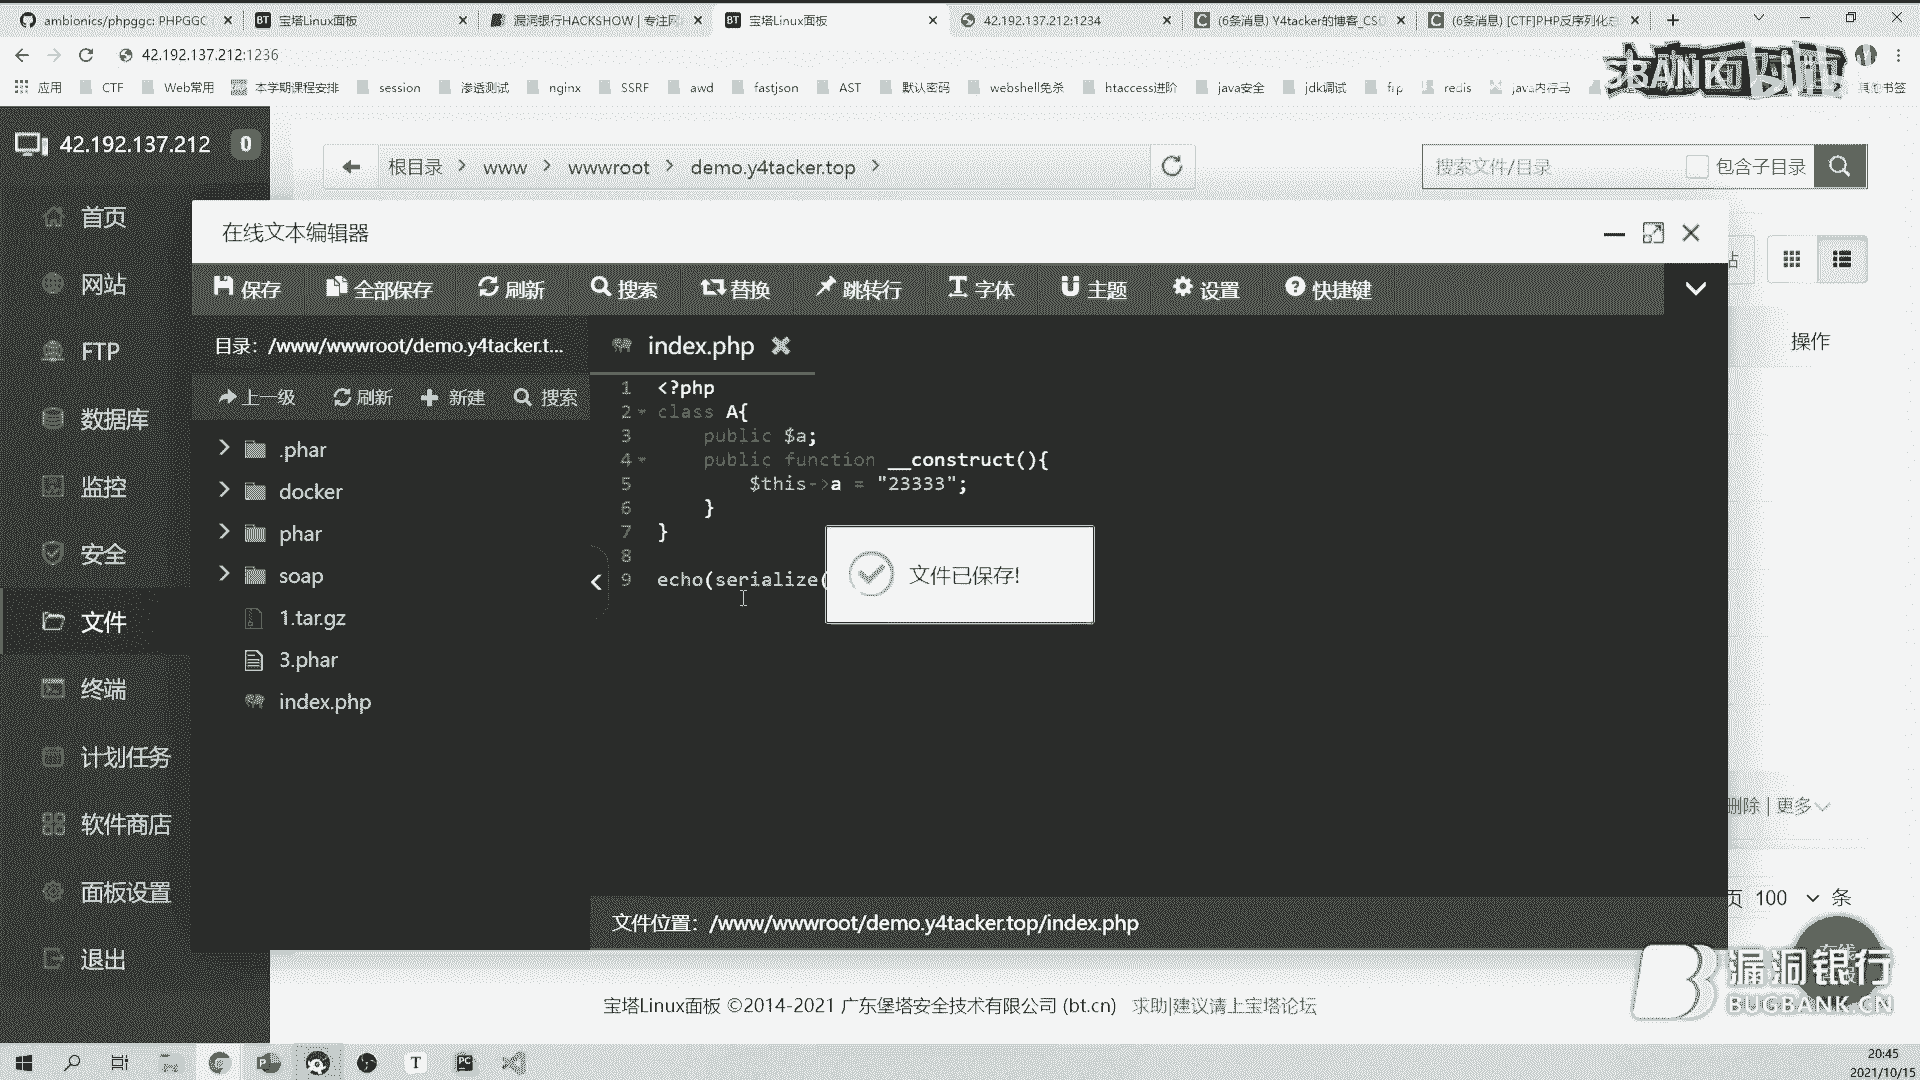 ambionics/phpggc: PHPGGC
宝塔Linux面板
漏洞银行HACKSHOW | 专注网
宝塔Linux面板
42.192.137.212:1234
(6条消息) Y4tacker的博客_CSD
(6条消息) [CTF]PHP反序列化总
42.192.137.212:1236
应用 CTF Web常用 本学期课程安排 session 渗透测试 nginx SSRF awd fastjson AST 默认密码 webshell免杀 htaccess进阶 java安全 jdk调试 frp redis java内存马 其他书签
42.192.137.212 0
根目录 > www > wwwroot > demo.y4tacker.top >
搜索文件/目录 包含子目录
首页
网站
FTP
数据库
监控
安全
文件
终端
计划任务
软件商店
面板设置
退出
在线文本编辑器
保存 全部保存 刷新 搜索 替换 跳转行 字体 主题 设置 快捷键
操作
目录：/www/wwwroot/demo.y4tacker.t...
上一级 刷新 新建 搜索
.phar
docker
phar
soap
1.tar.gz
3.phar
index.php
index.php
1 <?php
2 class A{
3 public $a;
4 public function __construct(){
5 $this->a = "23333";
6 }
7 }
8
9 echo(serialize(
文件已保存!
删除 | 更多
页 100 条
文件位置：/www/wwwroot/demo.y4tacker.top/index.php
宝塔Linux面板 ©2014-2021 广东堡塔安全技术有限公司 (bt.cn) 求助|建议请上宝塔论坛
漏洞银行
BUGBANK.CN
20:45
2021/10/15